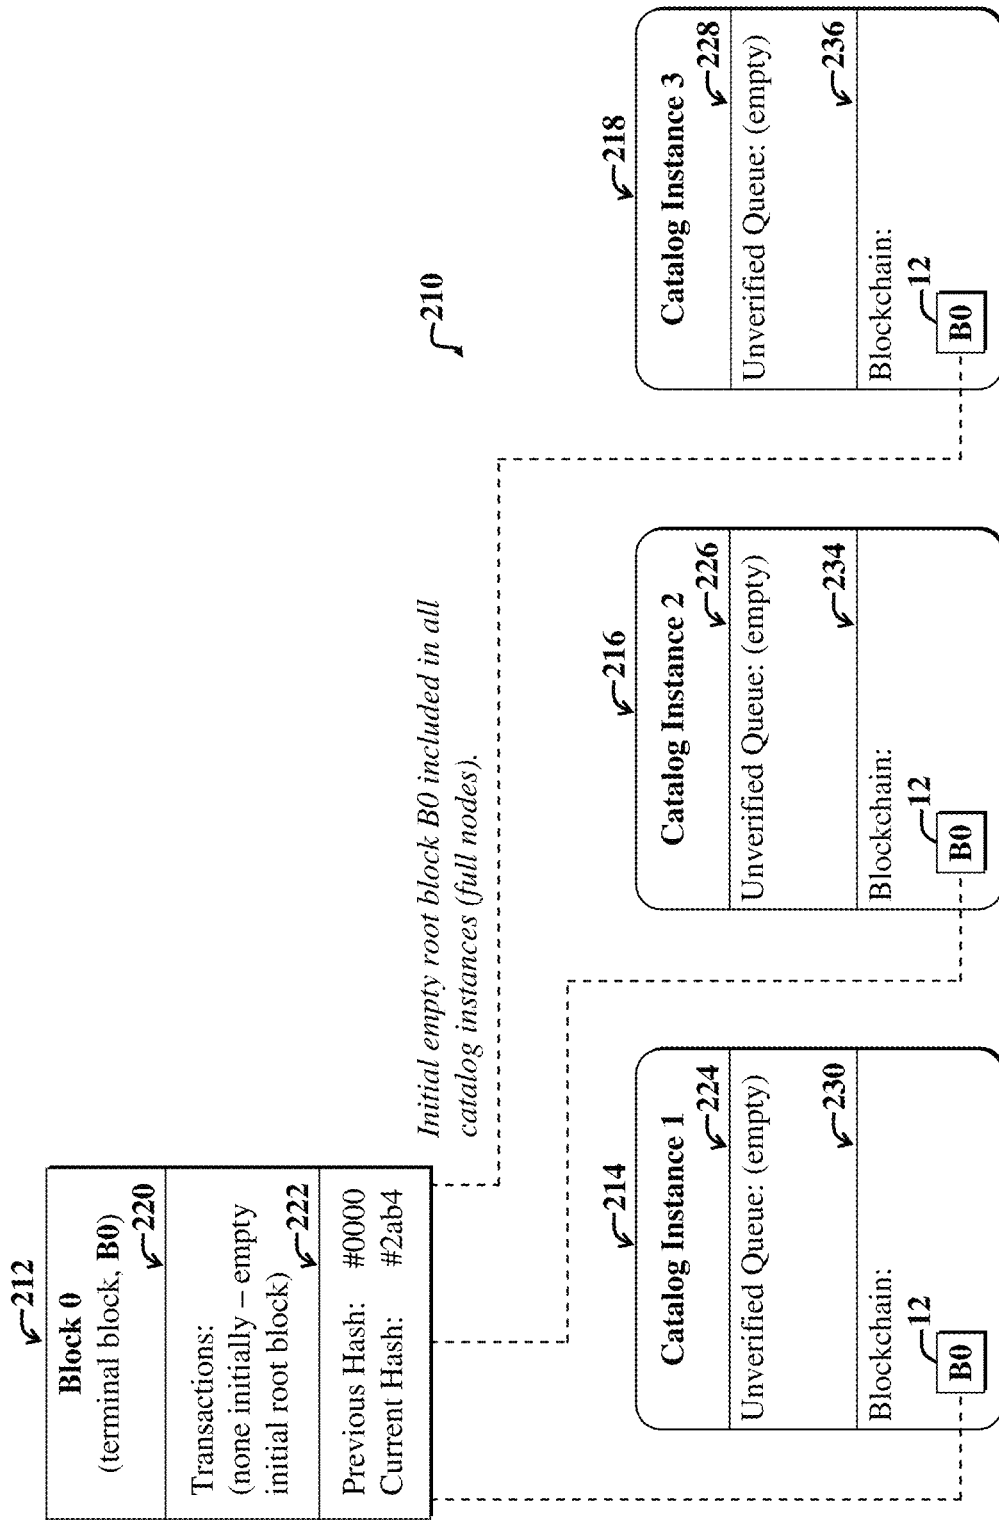 212
Block 0
(terminal block, B0)
220
Transactions:
(none initially – empty
initial root block)
222
Previous Hash: #0000
Current Hash: #2ab4
Initial empty root block B0 included in all
catalog instances (full nodes).
210
214
Catalog Instance 1
224
Unverified Queue: (empty)
230
Blockchain:
12
B0
216
Catalog Instance 2
226
Unverified Queue: (empty)
234
Blockchain:
12
B0
218
Catalog Instance 3
228
Unverified Queue: (empty)
236
Blockchain:
12
B0